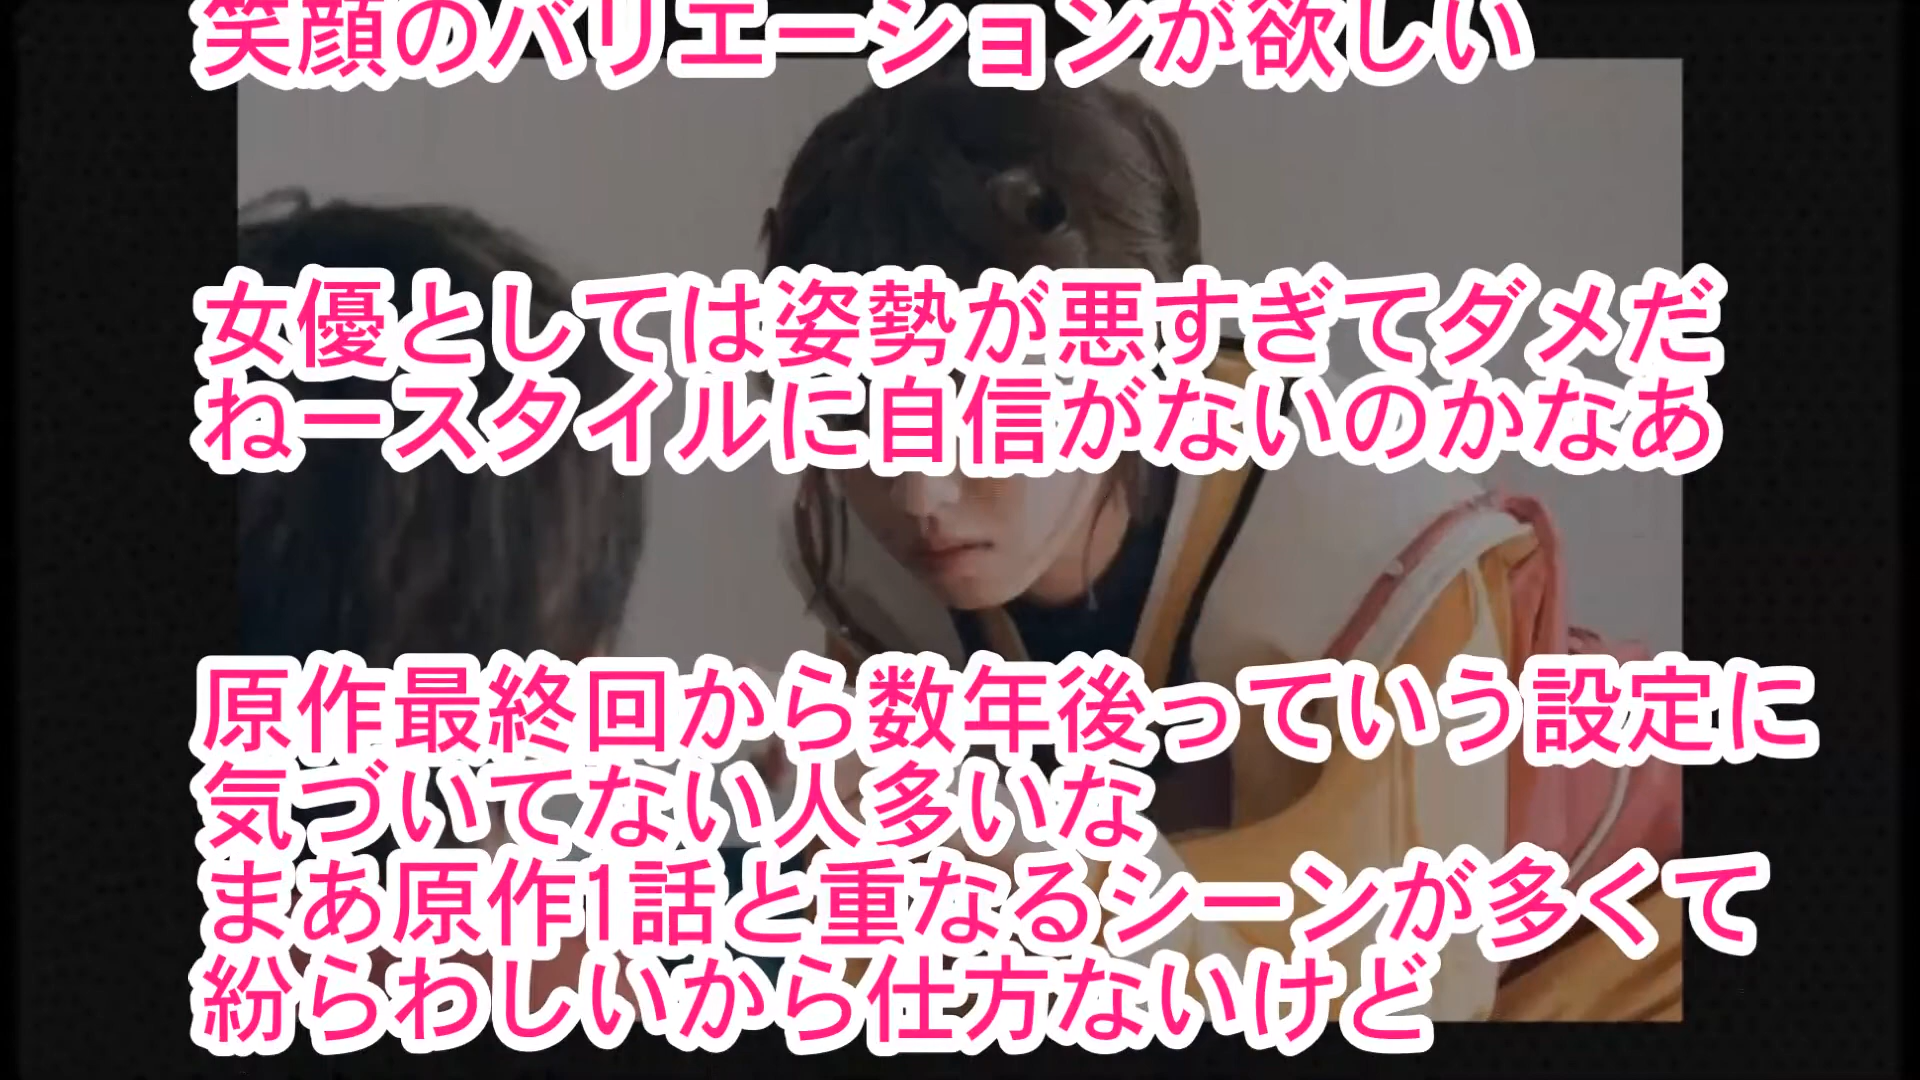 笑顔のバリエーションが欲しい
女優としては姿勢が悪すぎてダメだ
ねースタイルに自信がないのかなあ
原作最終回から数年後っていう設定に
気づいてない人多いな
まあ原作1話と重なるシーンが多くて
紛らわしいから仕方ないけど